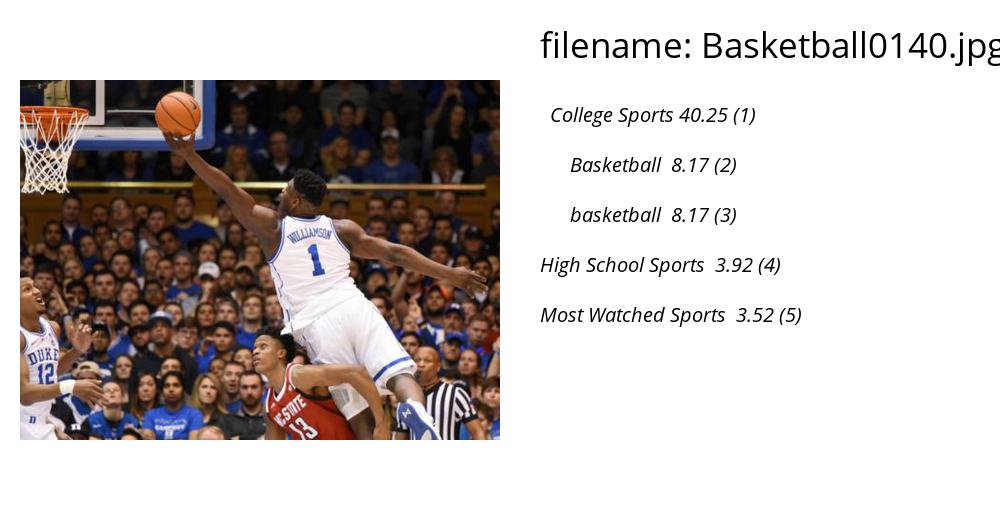 filename: Basketball0140.jpg
College Sports 40.25 (1)
Basketball 8.17 (2)
basketball 8.17 (3)
High School Sports 3.92 (4)
Most Watched Sports 3.52 (5)
WILLIAMSON
1
DUKE
12
D
NC STATE
13